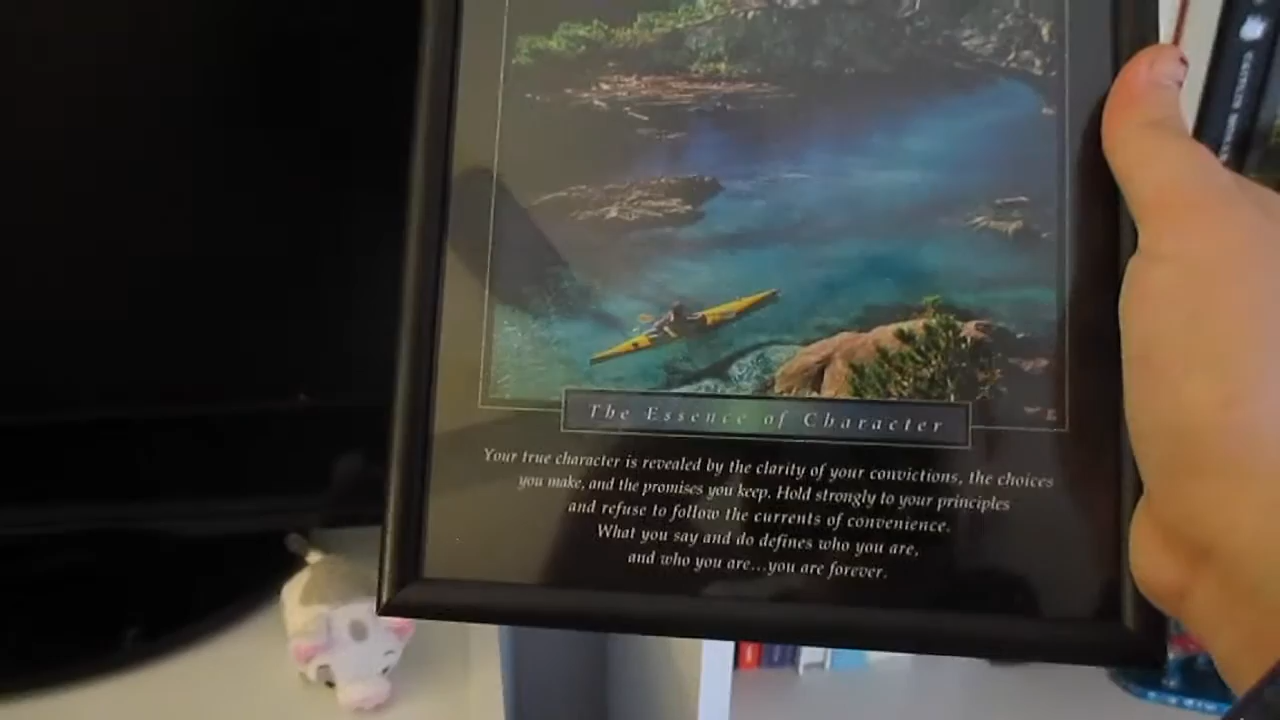 The Essence of Character
Your true character is revealed by the clarity of your convictions, the choices
you make, and the promises you keep. Hold strongly to your principles
and refuse to follow the currents of convenience.
What you say and do defines who you are,
and who you are...you are forever.